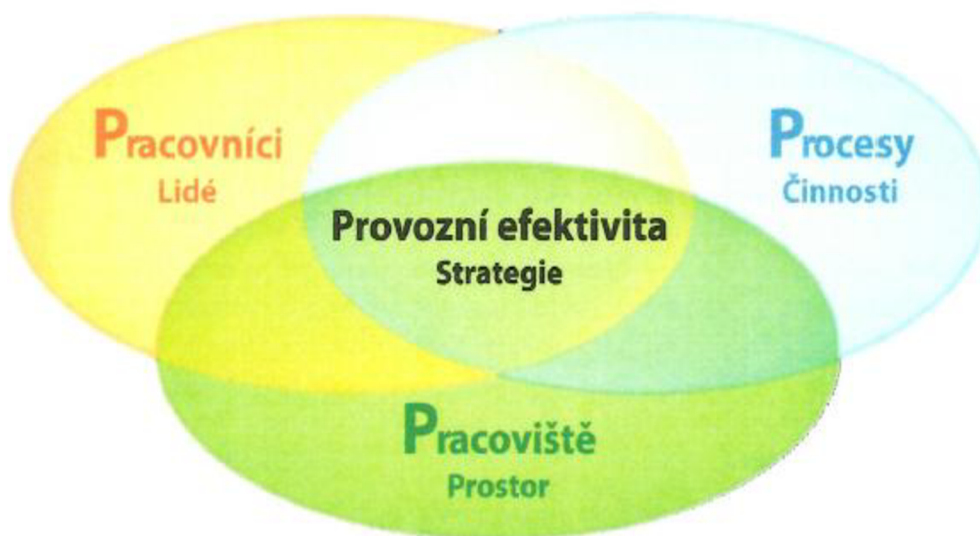 Pracovníci
Lidé
Procesy
Činnosti
Provozní efektivita
Strategie
Pracoviště
Prostor